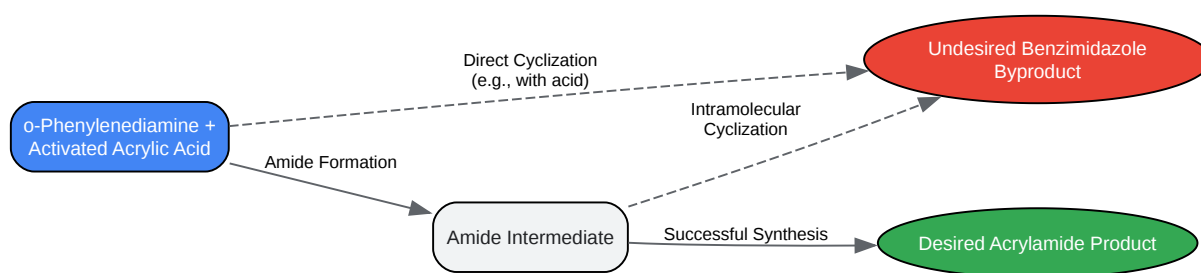 Undesired Benzimidazole
Byproduct
Direct Cyclization
(e.g., with acid)
Intramolecular
Cyclization
o-Phenylenediamine +
Activated Acrylic Acid
Amide Formation
Amide Intermediate
Successful Synthesis
Desired Acrylamide Product